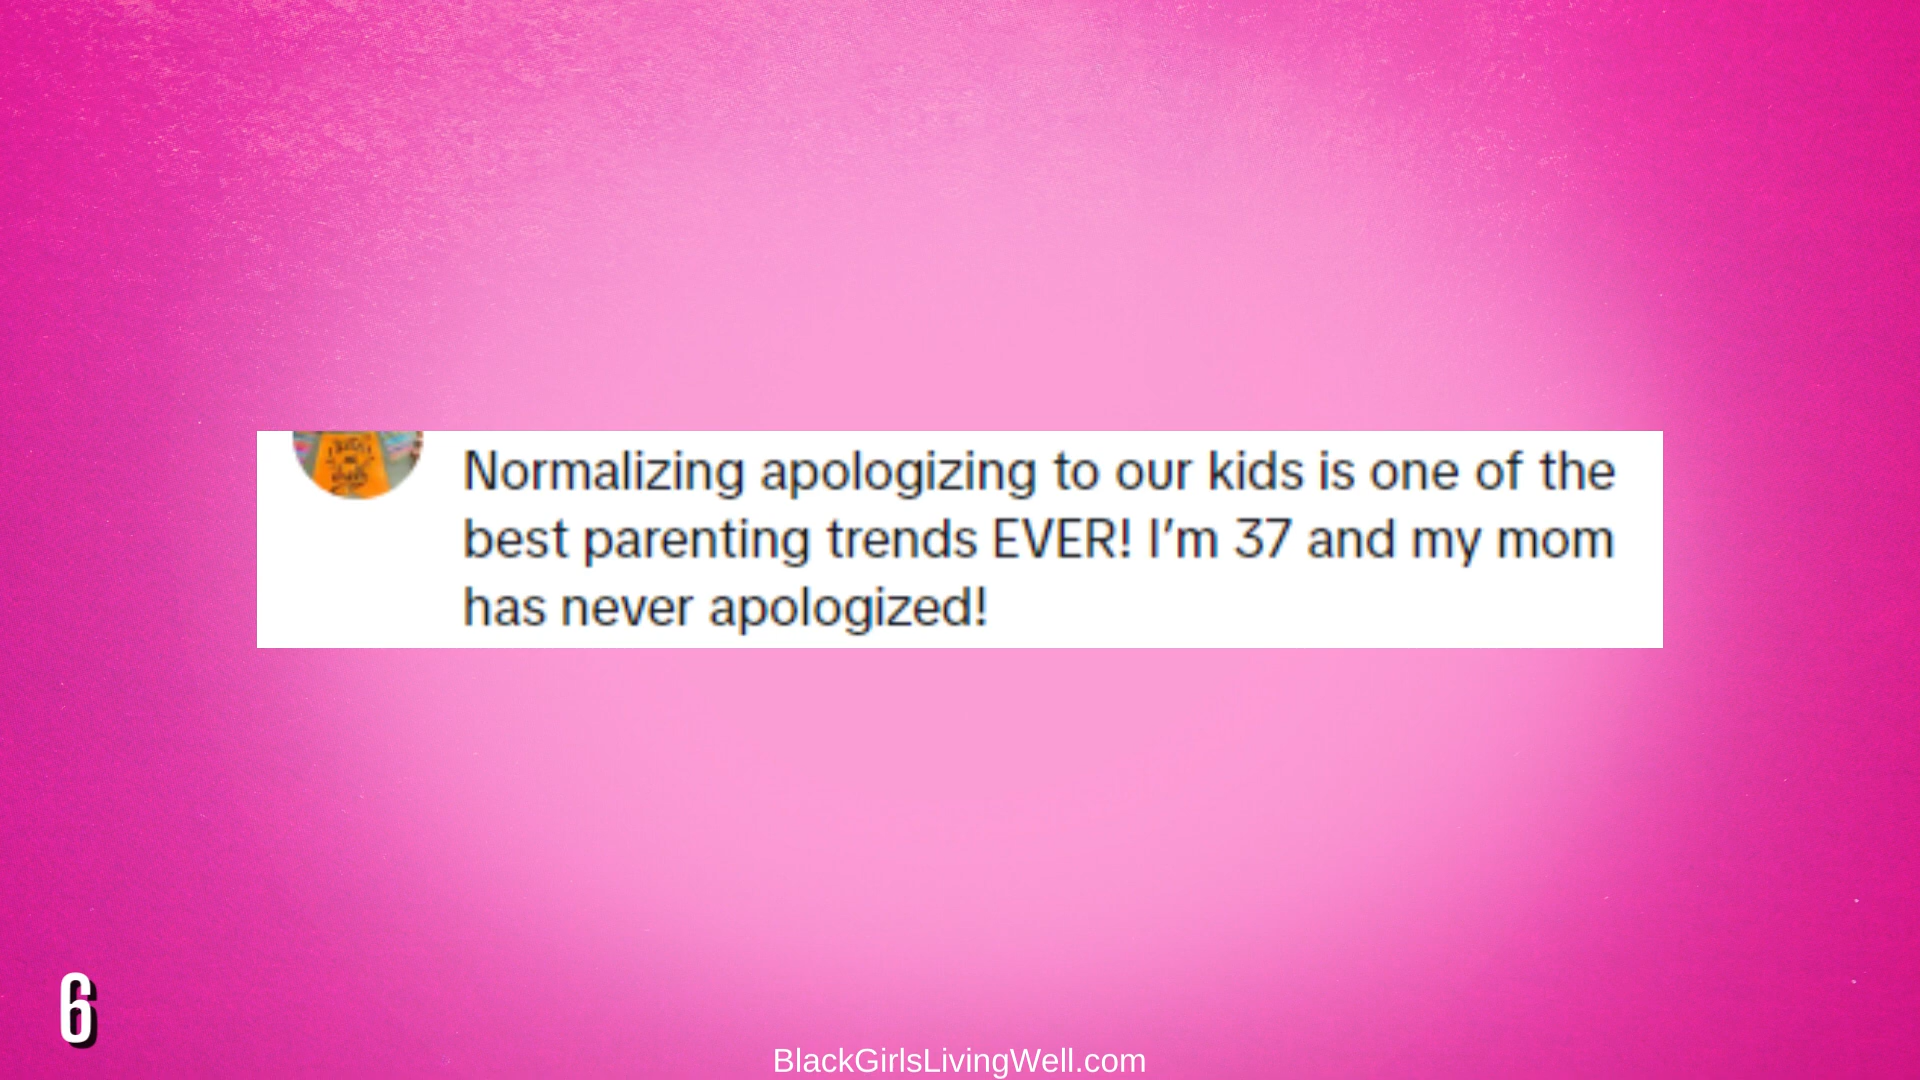 Normalizing apologizing to our kids is one of the
best parenting trends EVER! I’m 37 and my mom
has never apologized!
6
BlackGirlsLivingWell.com